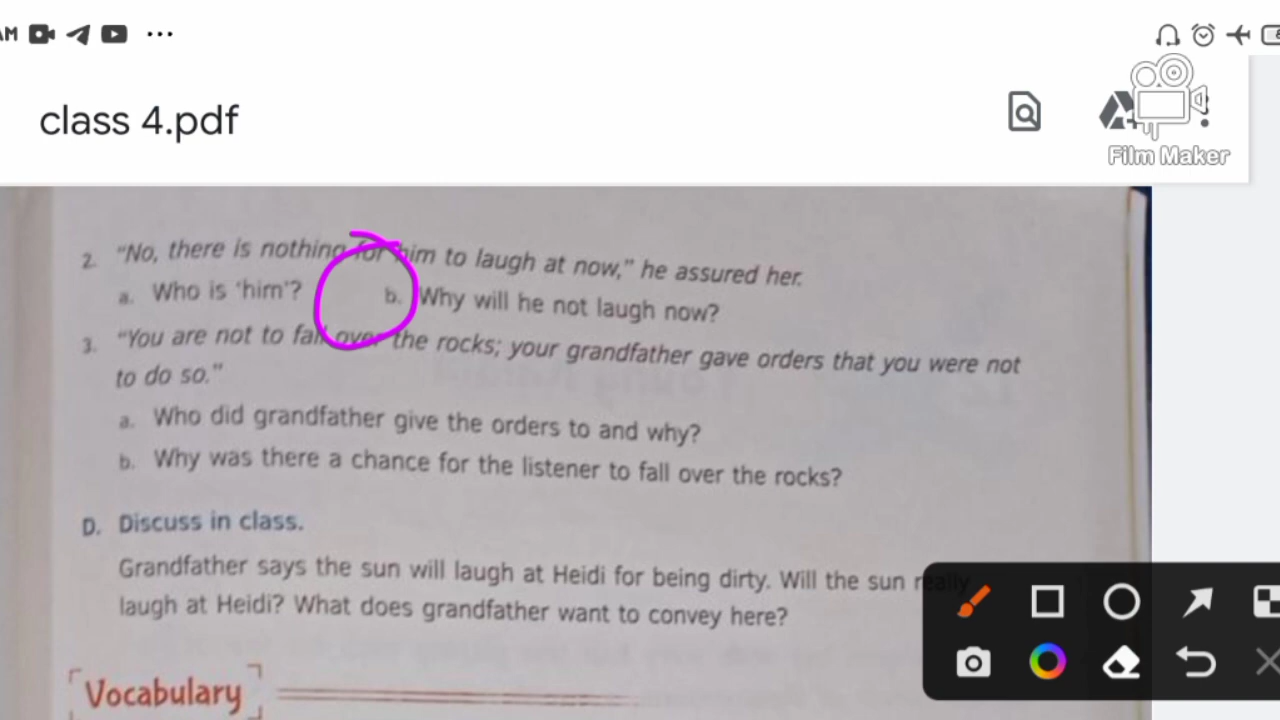 AM
class 4.pdf
Film Maker
2. "No, there is nothing for him to laugh at now," he assured her.
a. Who is 'him'? b. Why will he not laugh now?
3. "You are not to fall over the rocks; your grandfather gave orders that you were not
to do so."
a. Who did grandfather give the orders to and why?
b. Why was there a chance for the listener to fall over the rocks?
D. Discuss in class.
Grandfather says the sun will laugh at Heidi for being dirty. Will the sun really
laugh at Heidi? What does grandfather want to convey here?
Vocabulary